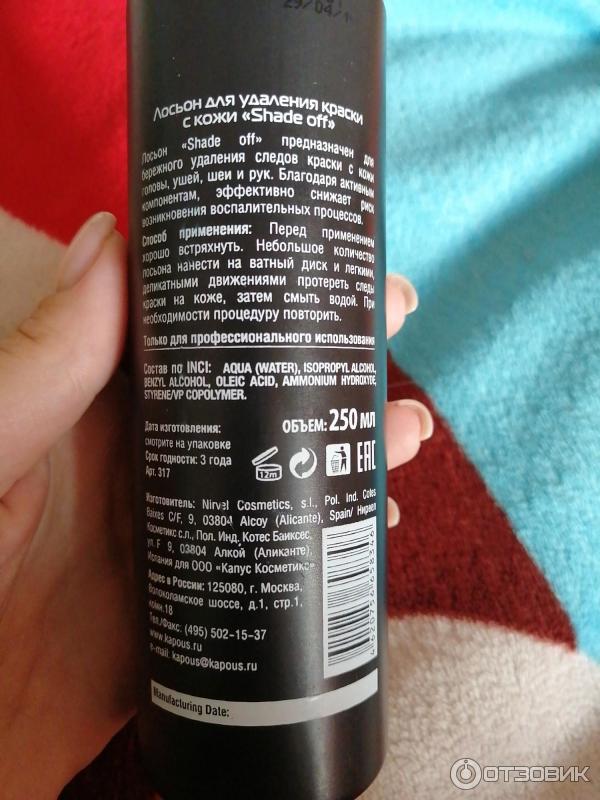 29/04/1
Лосьон для удаления краски
с кожи «Shade off»
Лосьон «Shade off» предназначен для
бережного удаления следов краски с кожи
головы, ушей, шеи и рук. Благодаря активным
компонентам, эффективно снижает риск
возникновения воспалительных процессов.
Способ применения: Перед применением
хорошо встряхнуть. Небольшое количество
лосьона нанести на ватный диск и легкими,
деликатными движениями протереть следы
краски на коже, затем смыть водой. При
необходимости процедуру повторить.
Только для профессионального использования
Состав по INCI: AQUA (WATER), ISOPROPYL ALCOHOL,
BENZYL ALCOHOL, OLEIC ACID, AMMONIUM HYDROXYDE,
STYRENE/VP COPOLYMER.
Дата изготовления:
смотрите на упаковке
Срок годности: 3 года
Арт. 317
ОБЪЕМ: 250 мл
12m
EAC
Изготовитель: Nirvel Cosmetics, s.l., Pol. Ind. Cotes
Baixes C/F, 9, 03804 Alcoy (Alicante), Spain/ Нирвел
Косметикс с.л., Пол. Инд. Котес Баиксес,
ул. F 9, 03804 Алкой (Аликанте),
Испания для ООО «Капус Косметикс»
Адрес в России: 125080, г. Москва,
Волоколамское шоссе, д.1, стр.1,
комн.18
Тел./Факс: (495) 502-15-37
www.kapous.ru
e-mail: kapous@kapous.ru
4620754658346
Manufacturing Date:
ОТЗОВИК